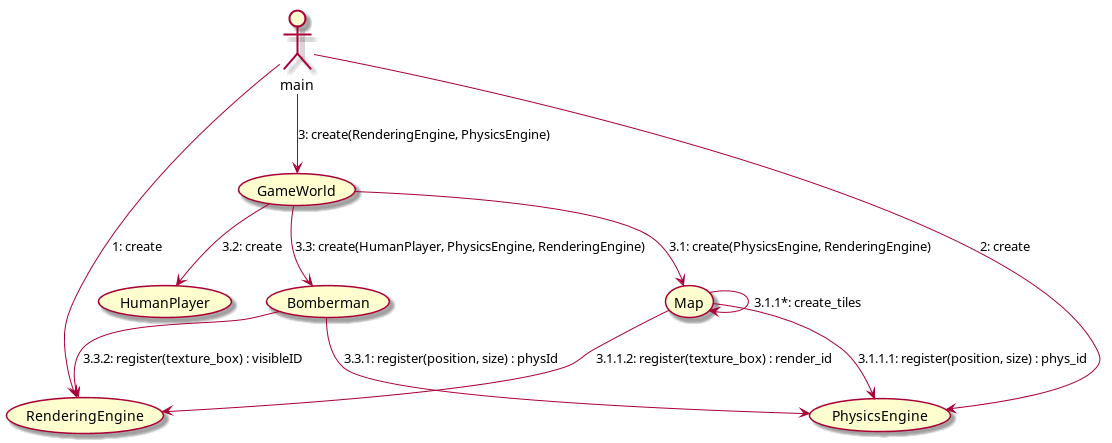 main
3: create(RenderingEngine, PhysicsEngine)
GameWorld
1: create
3.2: create
3.3: create(HumanPlayer, PhysicsEngine, RenderingEngine)
3.1: create(PhysicsEngine, RenderingEngine)
2: create
HumanPlayer
Bomberman
Map
3.1.1*: create_tiles
3.3.2: register(texture_box) : visibleID
3.3.1: register(position, size) : physId
3.1.1.2: register(texture_box) : render_id
3.1.1.1: register(position, size) : phys_id
RenderingEngine
PhysicsEngine